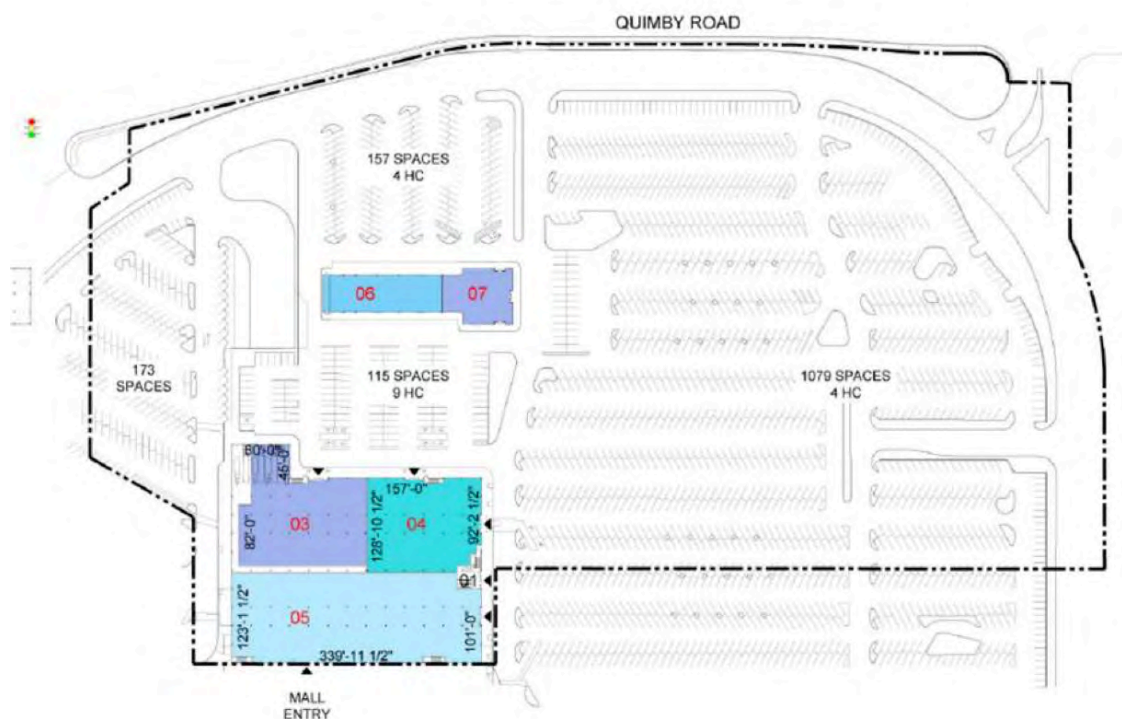 QUIMBY ROAD
157 SPACES
4 HC
06
07
173
SPACES
115 SPACES
9 HC
1079 SPACES
4 HC
80'-0"
45'-0"
157'-0"
03
04
82'-0"
128'-10 1/2"
92'-2 1/2"
01
05
123'-1 1/2"
101'-0"
339'-11 1/2"
MALL
ENTRY